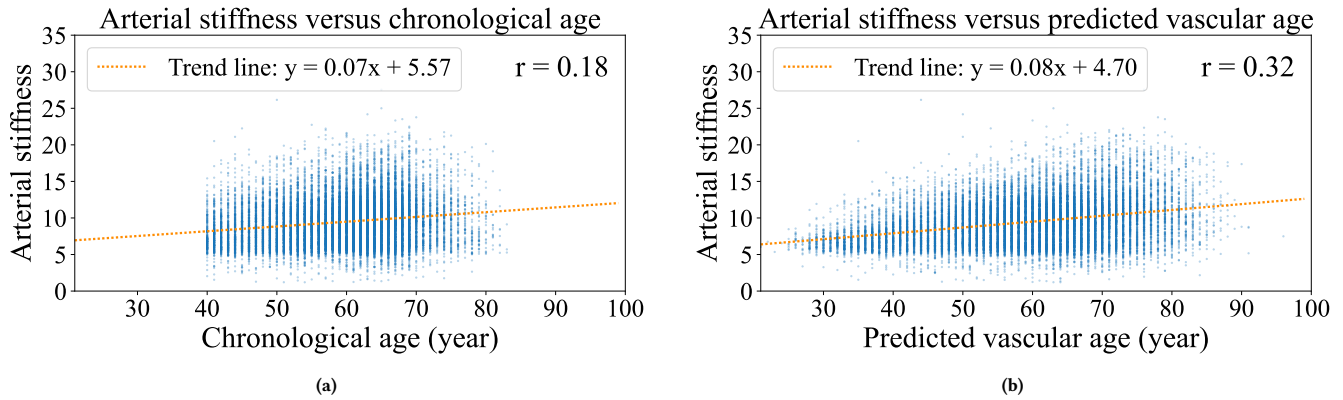 Arterial stiffness versus chronological age
Trend line: y = 0.07x + 5.57
r = 0.18
Arterial stiffness
35
30
25
20
15
10
5
0
30 40 50 60 70 80 90 100
Chronological age (year)
(a)
Arterial stiffness versus predicted vascular age
Trend line: y = 0.08x + 4.70
r = 0.32
Arterial stiffness
35
30
25
20
15
10
5
0
30 40 50 60 70 80 90 100
Predicted vascular age (year)
(b)